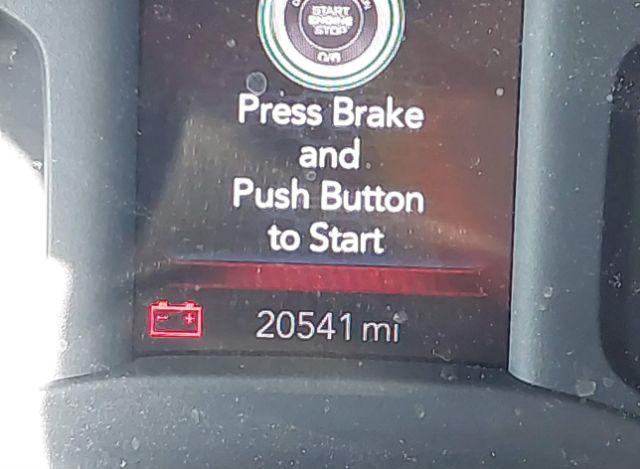 START
ENGINE
STOP
Press Brake
and
Push Button
to Start
20541 mi